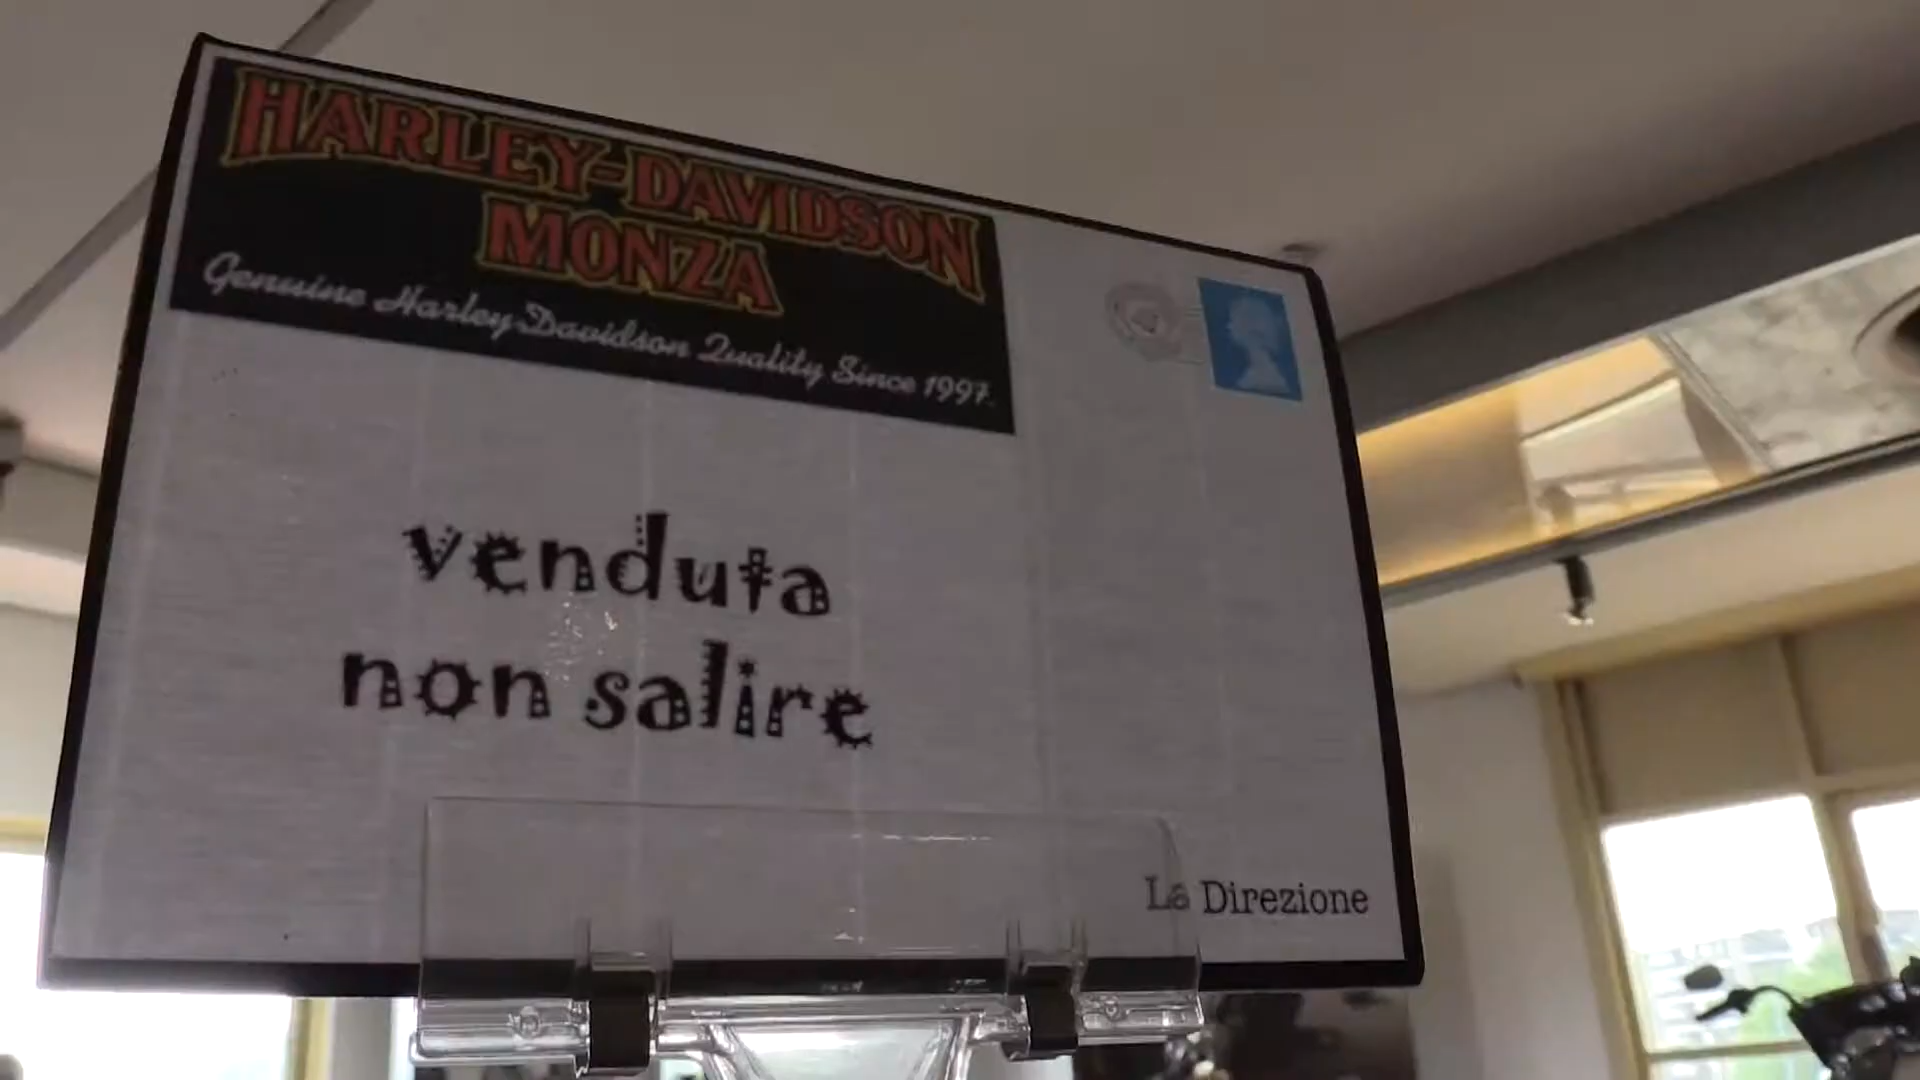 HARLEY-DAVIDSON
MONZA
Genuine Harley-Davidson Quality Since 1997.
venduta
non salire
La Direzione